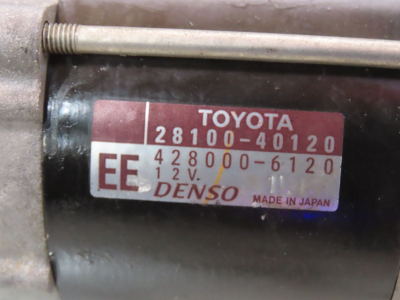 TOYOTA
28100-40120
428000-6120
EE 12V.
DENSO MADE IN JAPAN